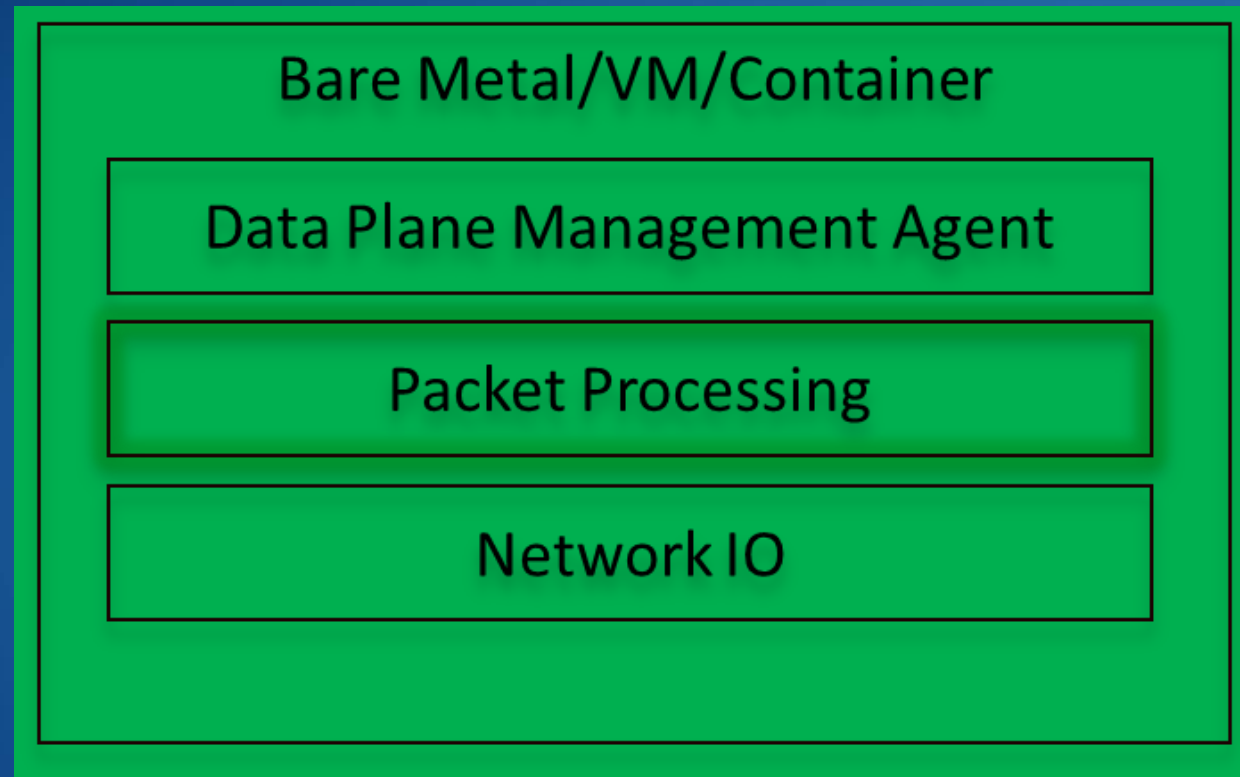 Bare Metal/VM/Container
Data Plane Management Agent
Packet Processing
Network IO